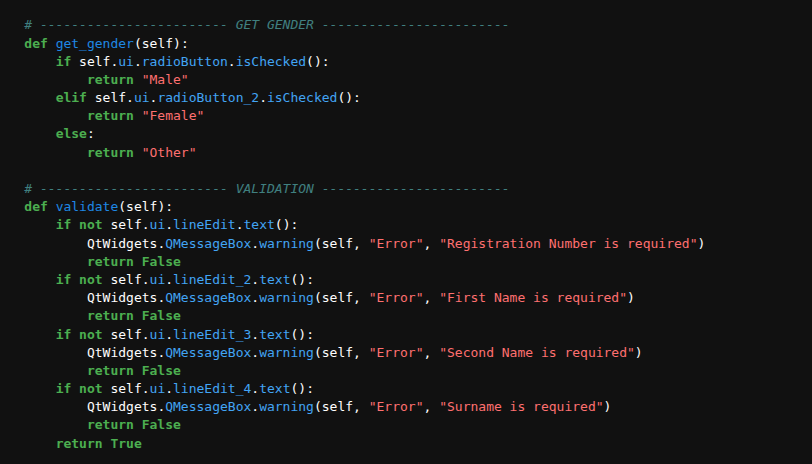 # ------------------------ GET GENDER ------------------------
def get_gender(self):
    if self.ui.radioButton.isChecked():
        return "Male"
    elif self.ui.radioButton_2.isChecked():
        return "Female"
    else:
        return "Other"

# ------------------------ VALIDATION ------------------------
def validate(self):
    if not self.ui.lineEdit.text():
        QtWidgets.QMessageBox.warning(self, "Error", "Registration Number is required")
        return False
    if not self.ui.lineEdit_2.text():
        QtWidgets.QMessageBox.warning(self, "Error", "First Name is required")
        return False
    if not self.ui.lineEdit_3.text():
        QtWidgets.QMessageBox.warning(self, "Error", "Second Name is required")
        return False
    if not self.ui.lineEdit_4.text():
        QtWidgets.QMessageBox.warning(self, "Error", "Surname is required")
        return False
    return True